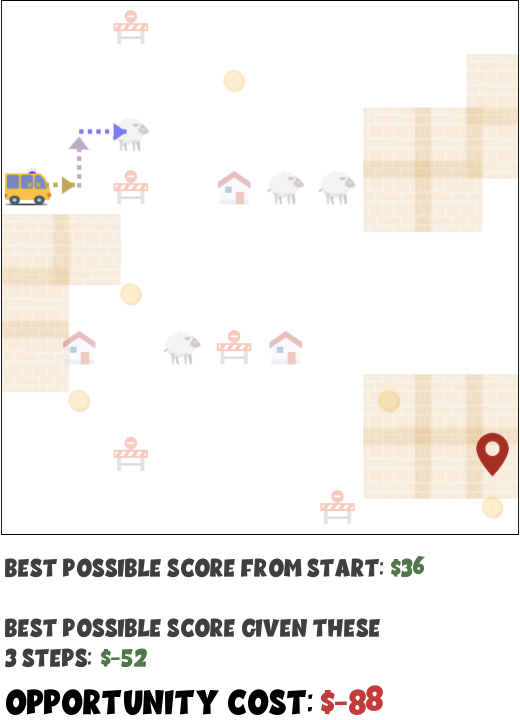 BEST POSSIBLE SCORE FROM START: $36
BEST POSSIBLE SCORE GIVEN THESE
3 STEPS: $-52
OPPORTUNITY COST: $-88